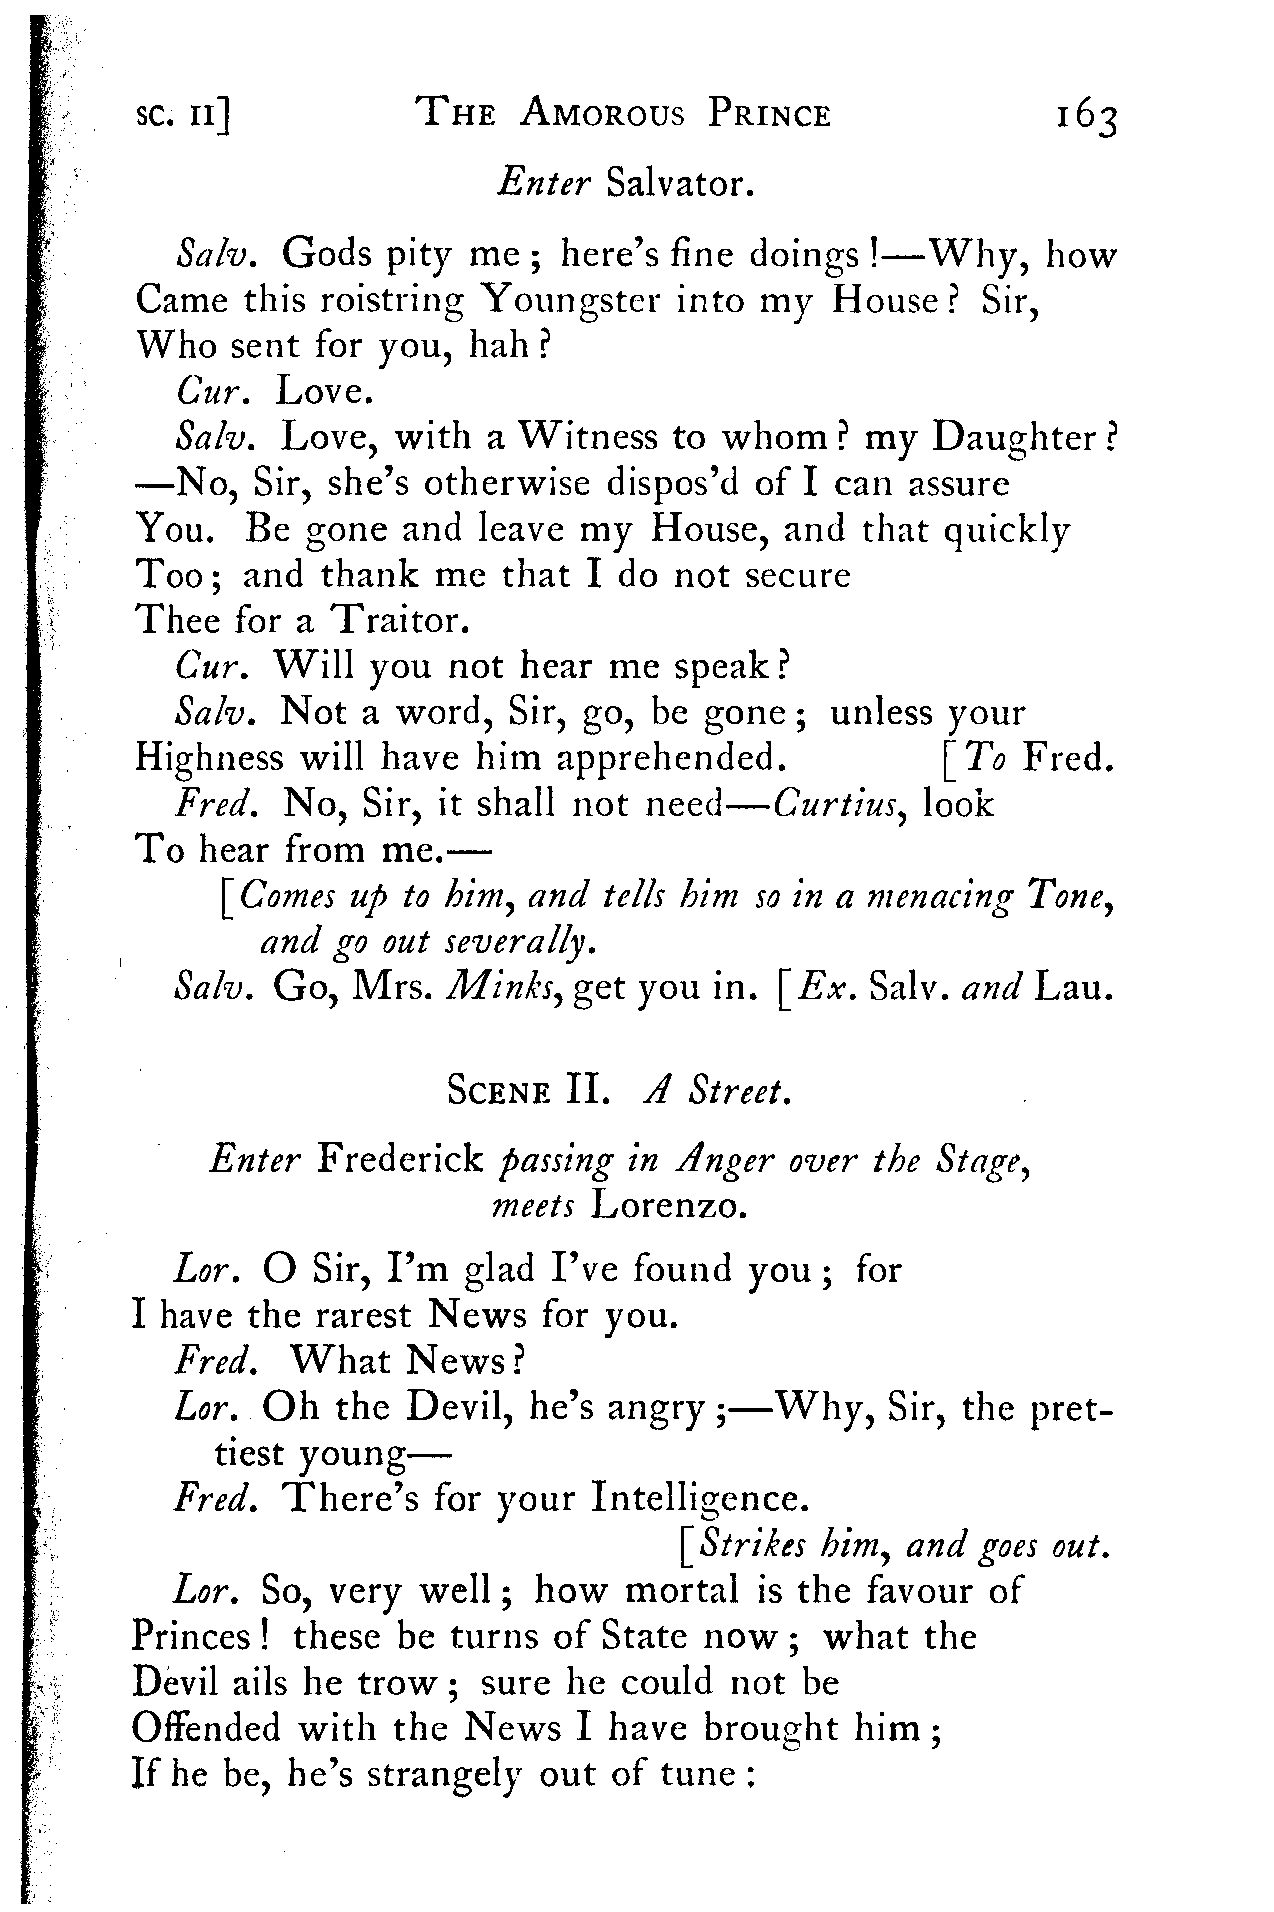 SC. II] THE AMOROUS PRINCE 163
Enter Salvator.
Salv. Gods pity me ; here's fine doings !—Why, how
Came this roistring Youngster into my House ? Sir,
Who sent for you, hah ?
Cur. Love.
Salv. Love, with a Witness to whom ? my Daughter ?
—No, Sir, she's otherwise dispos'd of I can assure
You. Be gone and leave my House, and that quickly
Too ; and thank me that I do not secure
Thee for a Traitor.
Cur. Will you not hear me speak ?
Salv. Not a word, Sir, go, be gone ; unless your
Highness will have him apprehended. [To Fred.
Fred. No, Sir, it shall not need—Curtius, look
To hear from me.—
[Comes up to him, and tells him so in a menacing Tone,
and go out severally.
Salv. Go, Mrs. Minks, get you in. [Ex. Salv. and Lau.
SCENE II. A Street.
Enter Frederick passing in Anger over the Stage,
meets Lorenzo.
Lor. O Sir, I'm glad I've found you ; for
I have the rarest News for you.
Fred. What News ?
Lor. Oh the Devil, he's angry ;—Why, Sir, the pret-
tiest young—
Fred. There's for your Intelligence.
[Strikes him, and goes out.
Lor. So, very well ; how mortal is the favour of
Princes ! these be turns of State now ; what the
Devil ails he trow ; sure he could not be
Offended with the News I have brought him ;
If he be, he's strangely out of tune :